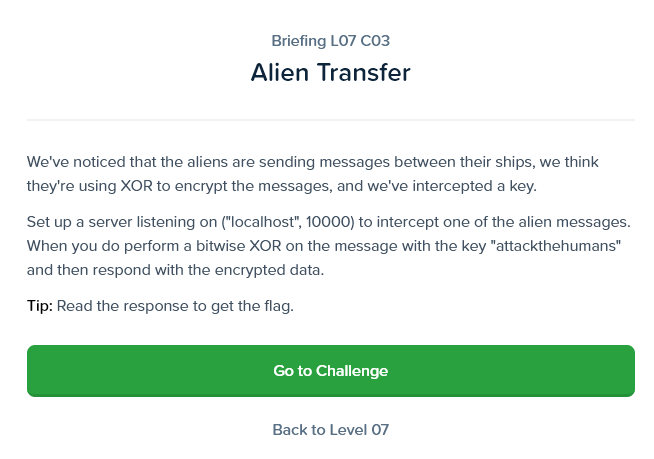 Briefing L07 C03
Alien Transfer
We've noticed that the aliens are sending messages between their ships, we think
they're using XOR to encrypt the messages, and we've intercepted a key.
Set up a server listening on ("localhost", 10000) to intercept one of the alien messages.
When you do perform a bitwise XOR on the message with the key "attackthehumans"
and then respond with the encrypted data.
Tip: Read the response to get the flag.
Go to Challenge
Back to Level 07